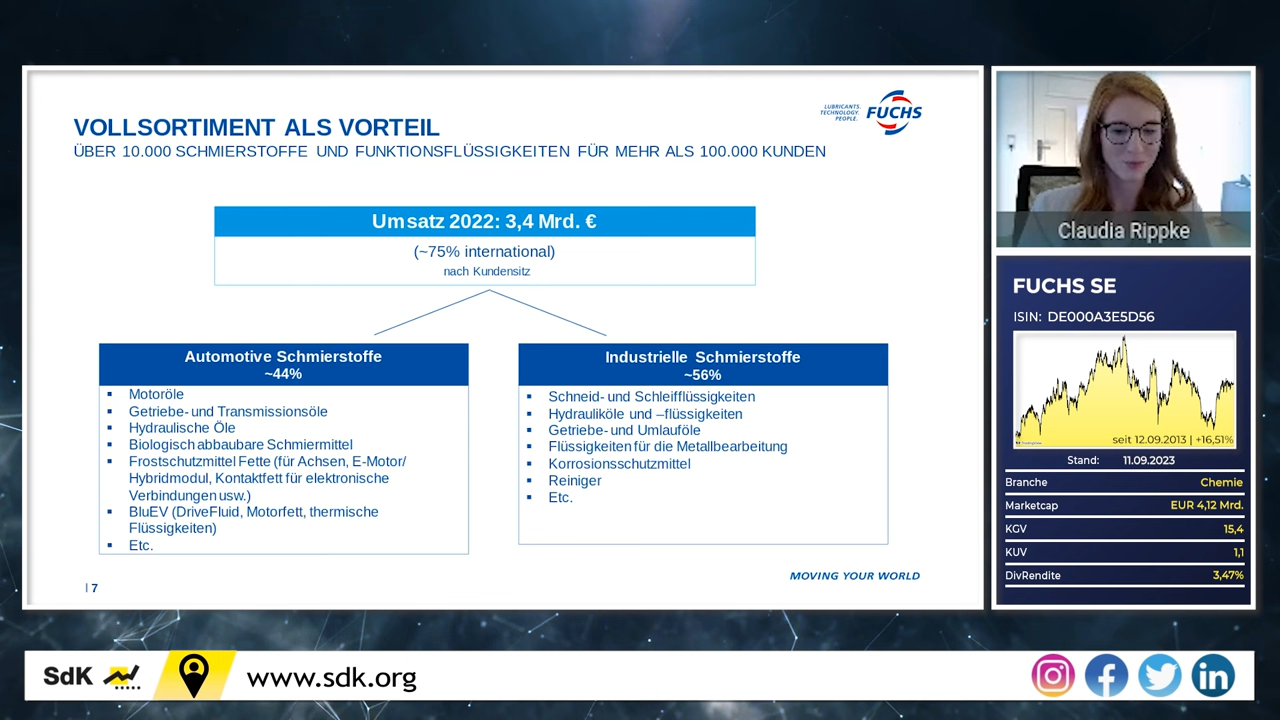 VOLLSORTIMENT ALS VORTEIL
ÜBER 10.000 SCHMIERSTOFFE UND FUNKTIONSFLÜSSIGKEITEN FÜR MEHR ALS 100.000 KUNDEN
LUBRICANTS.
TECHNOLOGY.
PEOPLE.
FUCHS
Umsatz 2022: 3,4 Mrd. €
(~75% international)
nach Kundensitz
Automotive Schmierstoffe
~44%
▪ Motoröle
▪ Getriebe- und Transmissionsöle
▪ Hydraulische Öle
▪ Biologisch abbaubare Schmiermittel
▪ Frostschutzmittel Fette (für Achsen, E-Motor/
Hybridmodul, Kontaktfett für elektronische
Verbindungen usw.)
▪ BluEV (DriveFluid, Motorfett, thermische
Flüssigkeiten)
▪ Etc.
Industrielle Schmierstoffe
~56%
▪ Schneid- und Schleifflüssigkeiten
▪ Hydrauliköle und –flüssigkeiten
▪ Getriebe- und Umlauföle
▪ Flüssigkeiten für die Metallbearbeitung
▪ Korrosionsschutzmittel
▪ Reiniger
▪ Etc.
| 7
MOVING YOUR WORLD
Claudia Rippke
FUCHS SE
ISIN: DE000A3E5D56
TradingView
seit 12.09.2013 | +16,51%
Stand: 11.09.2023
Branche Chemie
Marketcap EUR 4,12 Mrd.
KGV 15,4
KUV 1,1
DivRendite 3,47%
SdK
www.sdk.org